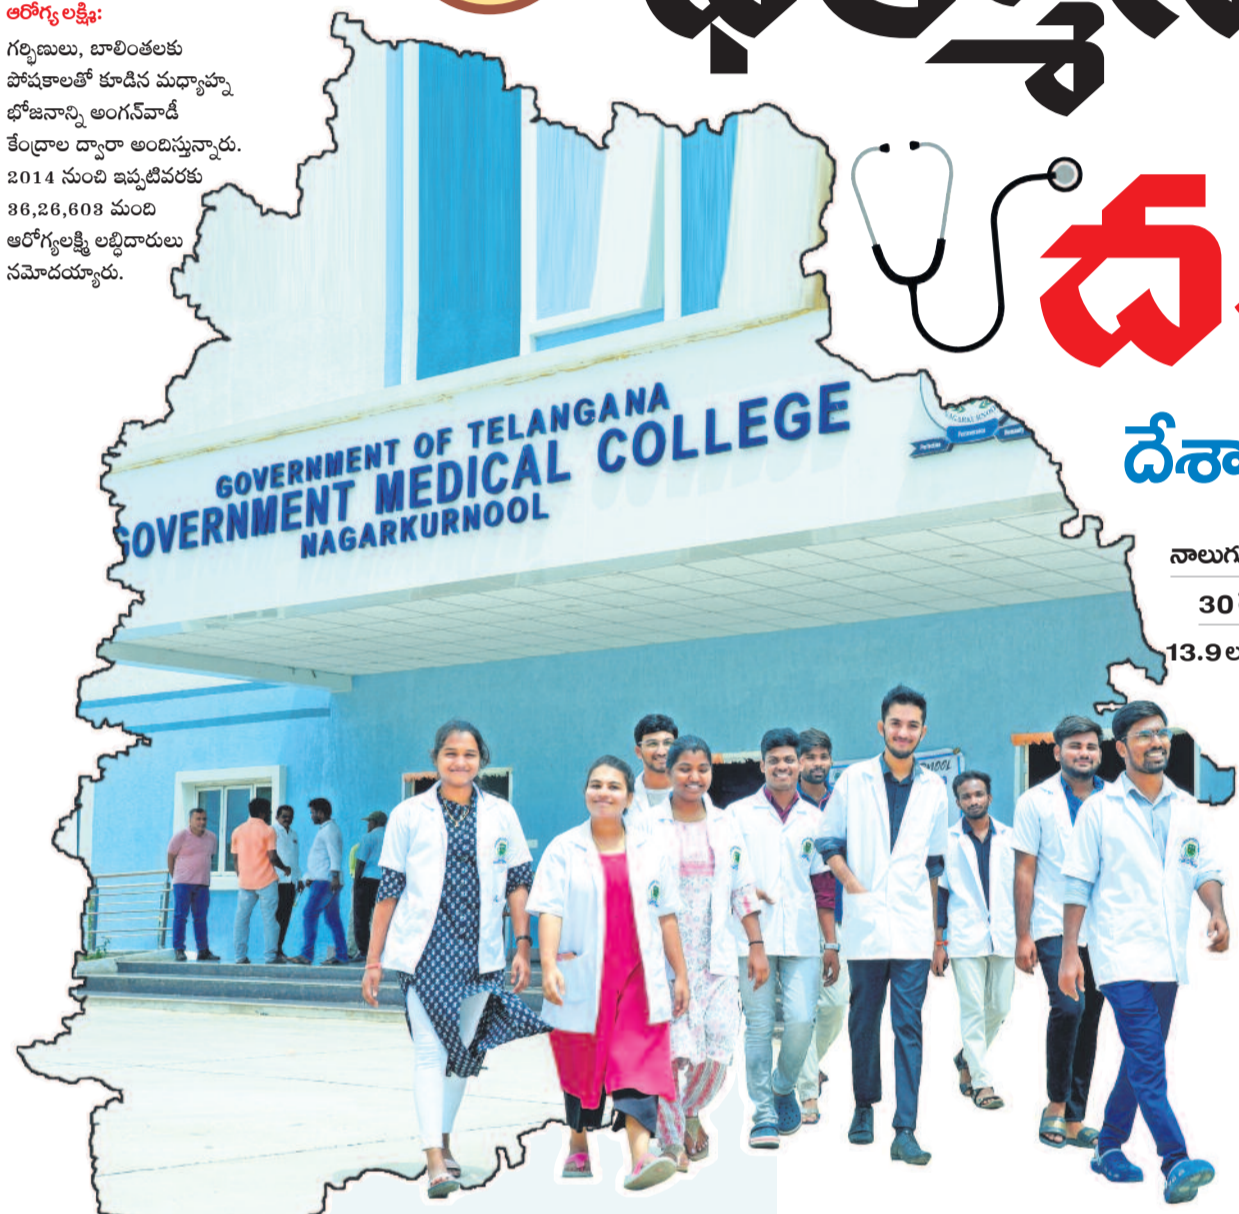 ఆరోగ్య లక్ష్మి:
గర్భిణులు, బాలింతలకు
పోషకాలతో కూడిన మధ్యాహ్న
భోజనాన్ని అంగన్‌వాడీ
కేంద్రాల ద్వారా అందిస్తున్నారు.
2014 నుంచి ఇప్పటివరకు
36,26,603 మంది
ఆరోగ్యలక్ష్మి లబ్ధిదారులు
నమోదయ్యారు.
ద
దేశా
నాలుగు
30
13.9 ల
GOVERNMENT OF TELANGANA
GOVERNMENT MEDICAL COLLEGE
NAGARKURNOOL